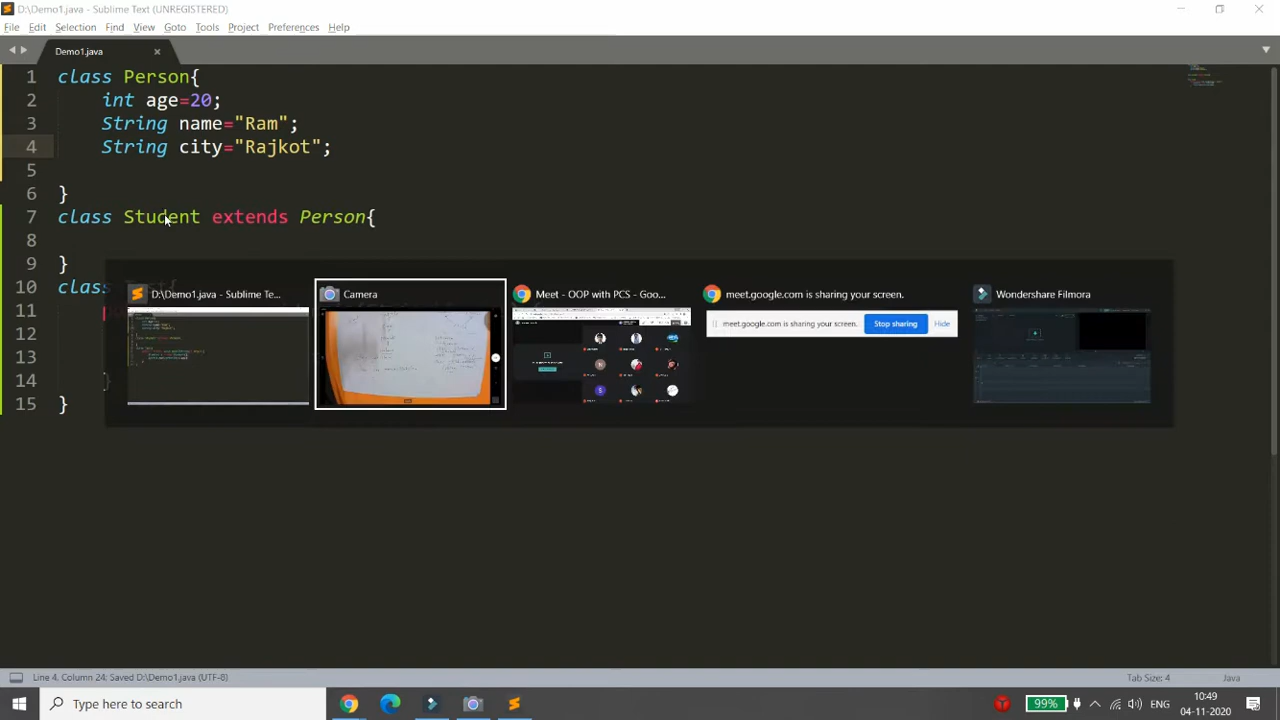 D:\Demo1.java - Sublime Text (UNREGISTERED)
File Edit Selection Find View Goto Tools Project Preferences Help
Demo1.java
1 class Person{
2 int age=20;
3 String name="Ram";
4 String city="Rajkot";
5
6 }
7 class Student extends Person{
8
9 }
10 class
11
12
13
14 }
15 }
D:\Demo1.java - Sublime Te...
Camera
Meet - OOP with PCS - Goo...
meet.google.com is sharing your screen.
Wondershare Filmora
meet.google.com is sharing your screen.
Stop sharing
Hide
Line 4, Column 24; Saved D:\Demo1.java (UTF-8)
Tab Size: 4
Java
Type here to search
99%
ENG
10:49
04-11-2020